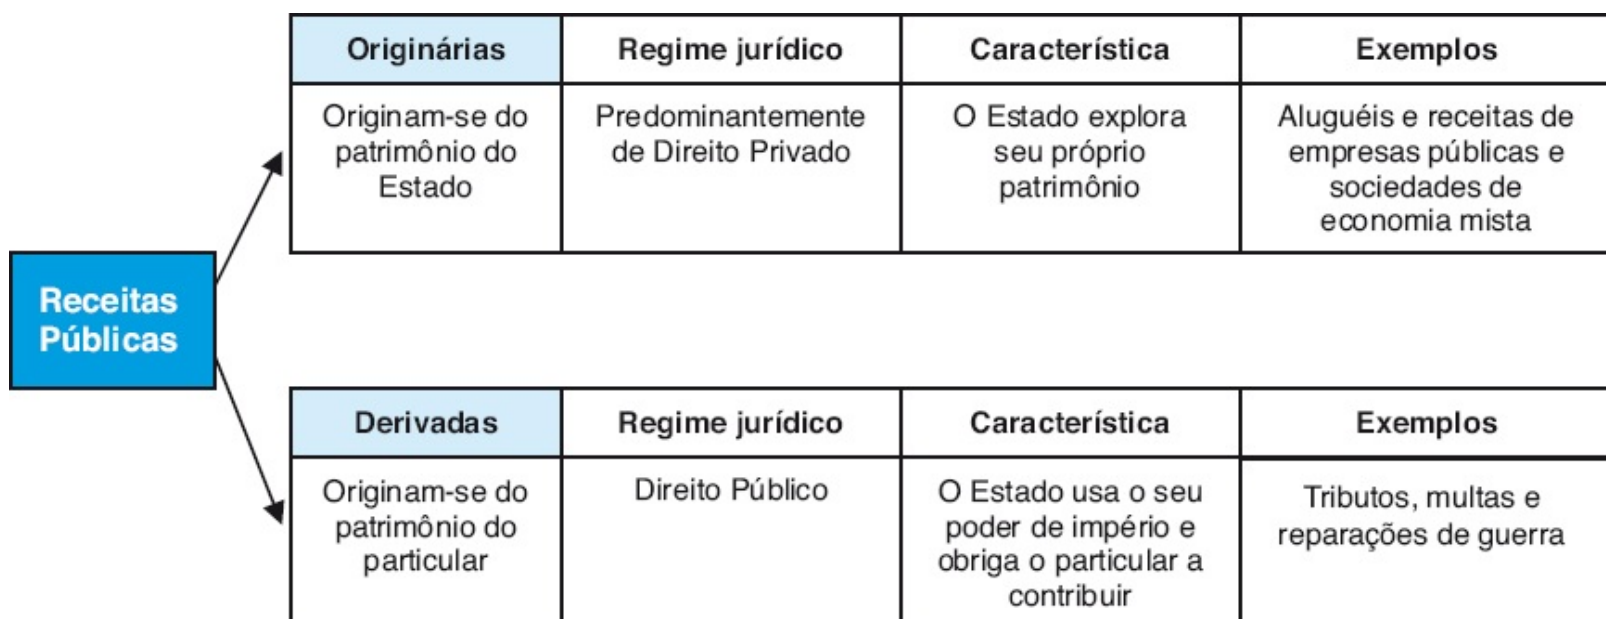 Receitas
Públicas
Originárias
Regime jurídico
Característica
Exemplos
Originam-se do
patrimônio do
Estado
Predominantemente
de Direito Privado
O Estado explora
seu próprio
patrimônio
Aluguéis e receitas de
empresas públicas e
sociedades de
economia mista
Derivadas
Regime jurídico
Característica
Exemplos
Originam-se do
patrimônio do
particular
Direito Público
O Estado usa o seu
poder de império e
obriga o particular a
contribuir
Tributos, multas e
reparações de guerra